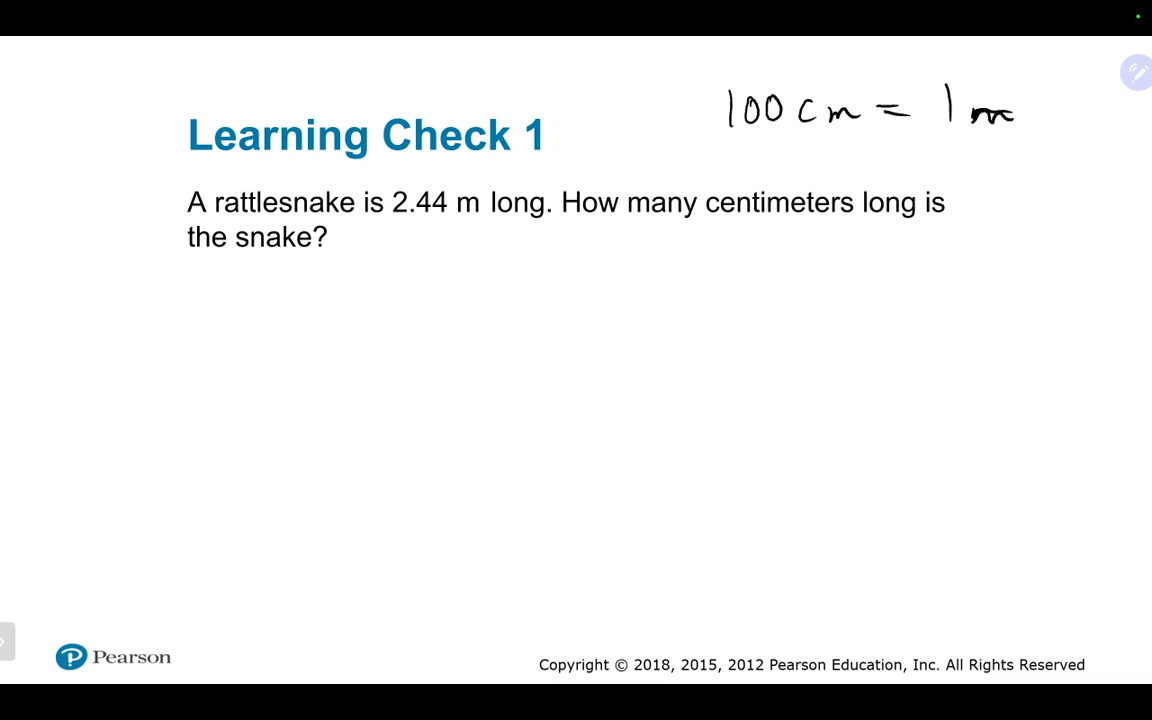 100 cm = 1 m
Learning Check 1
A rattlesnake is 2.44 m long. How many centimeters long is
the snake?
Pearson
Copyright © 2018, 2015, 2012 Pearson Education, Inc. All Rights Reserved